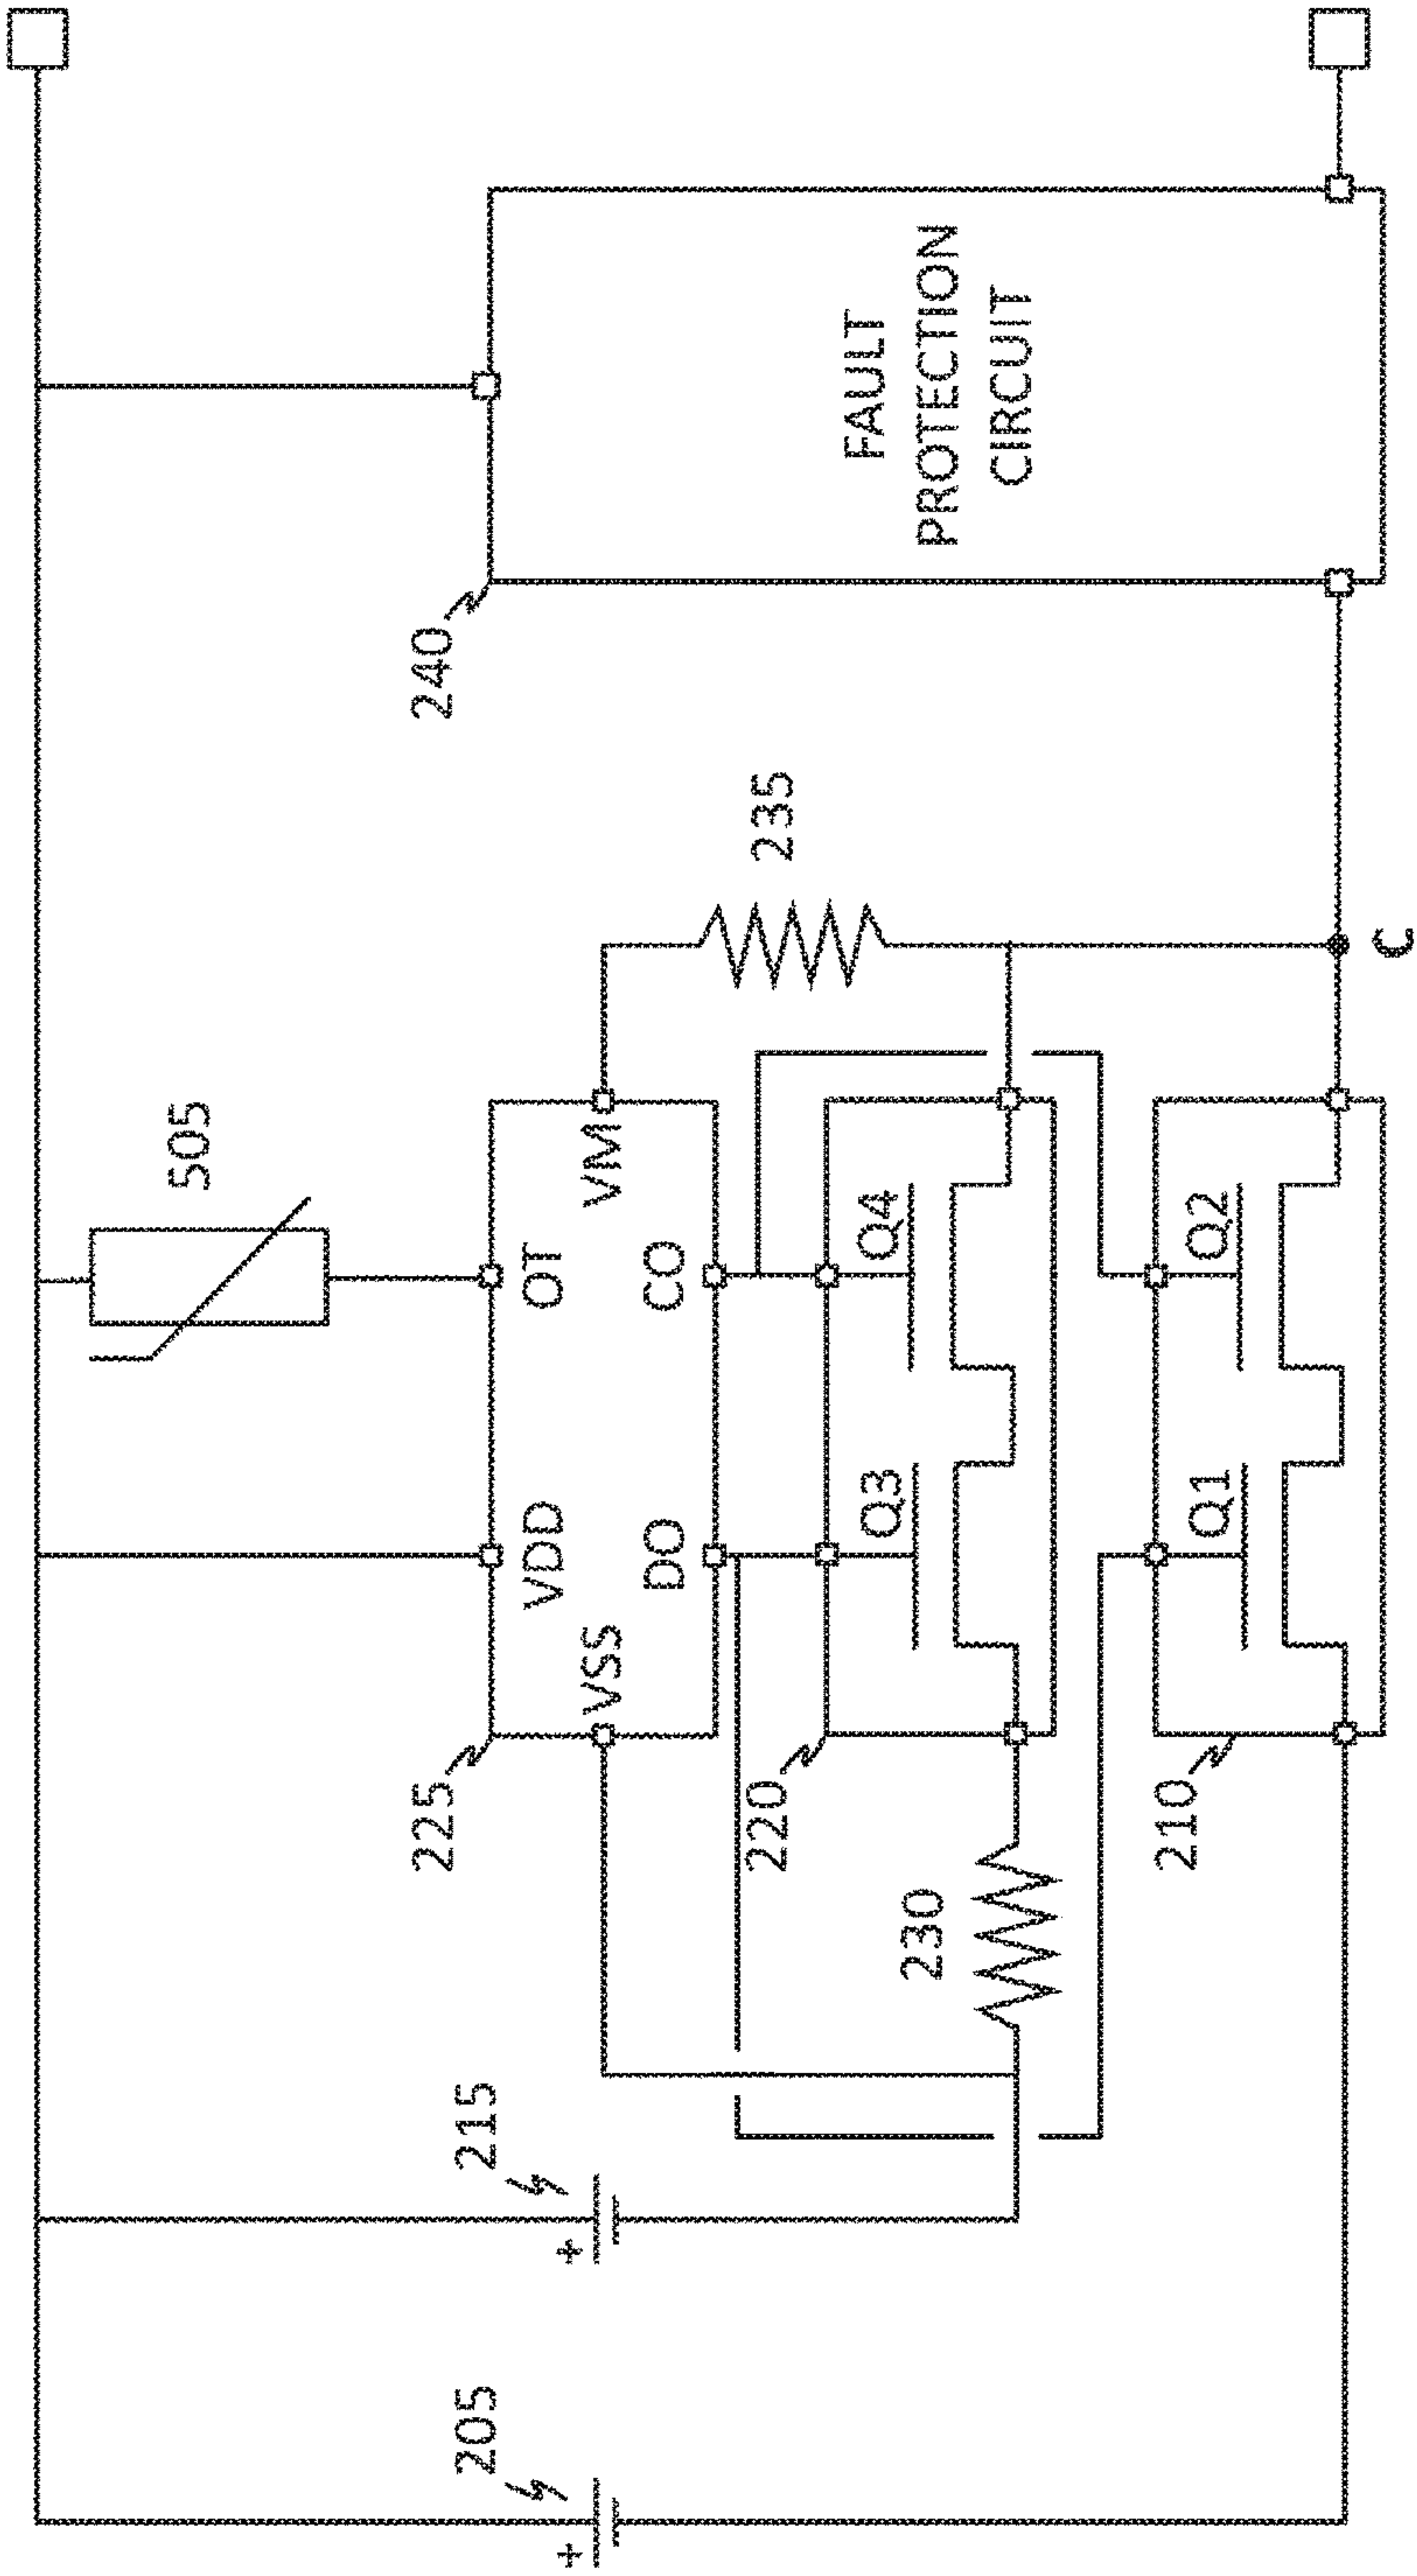 505
240
FAULT
PROTECTION
CIRCUIT
235
225
VDD
OT
VSS
VM
DO
CO
215
205
220
Q3
Q4
230
210
Q1
Q2
C
+
+